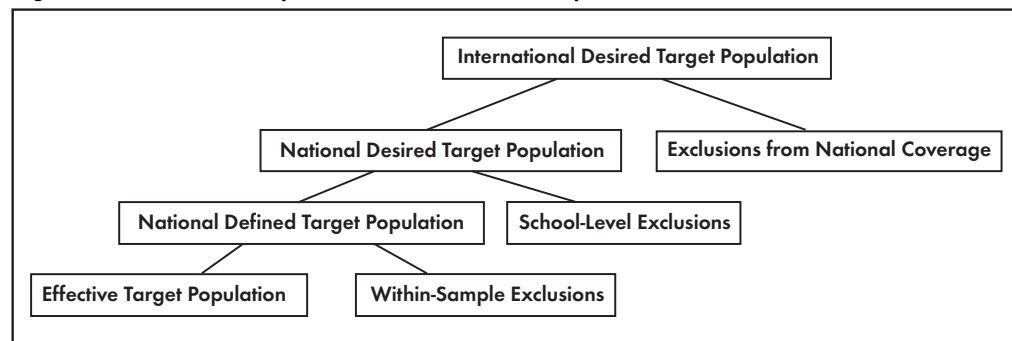 International Desired Target Population
National Desired Target Population
Exclusions from National Coverage
National Defined Target Population
School-Level Exclusions
Effective Target Population
Within-Sample Exclusions